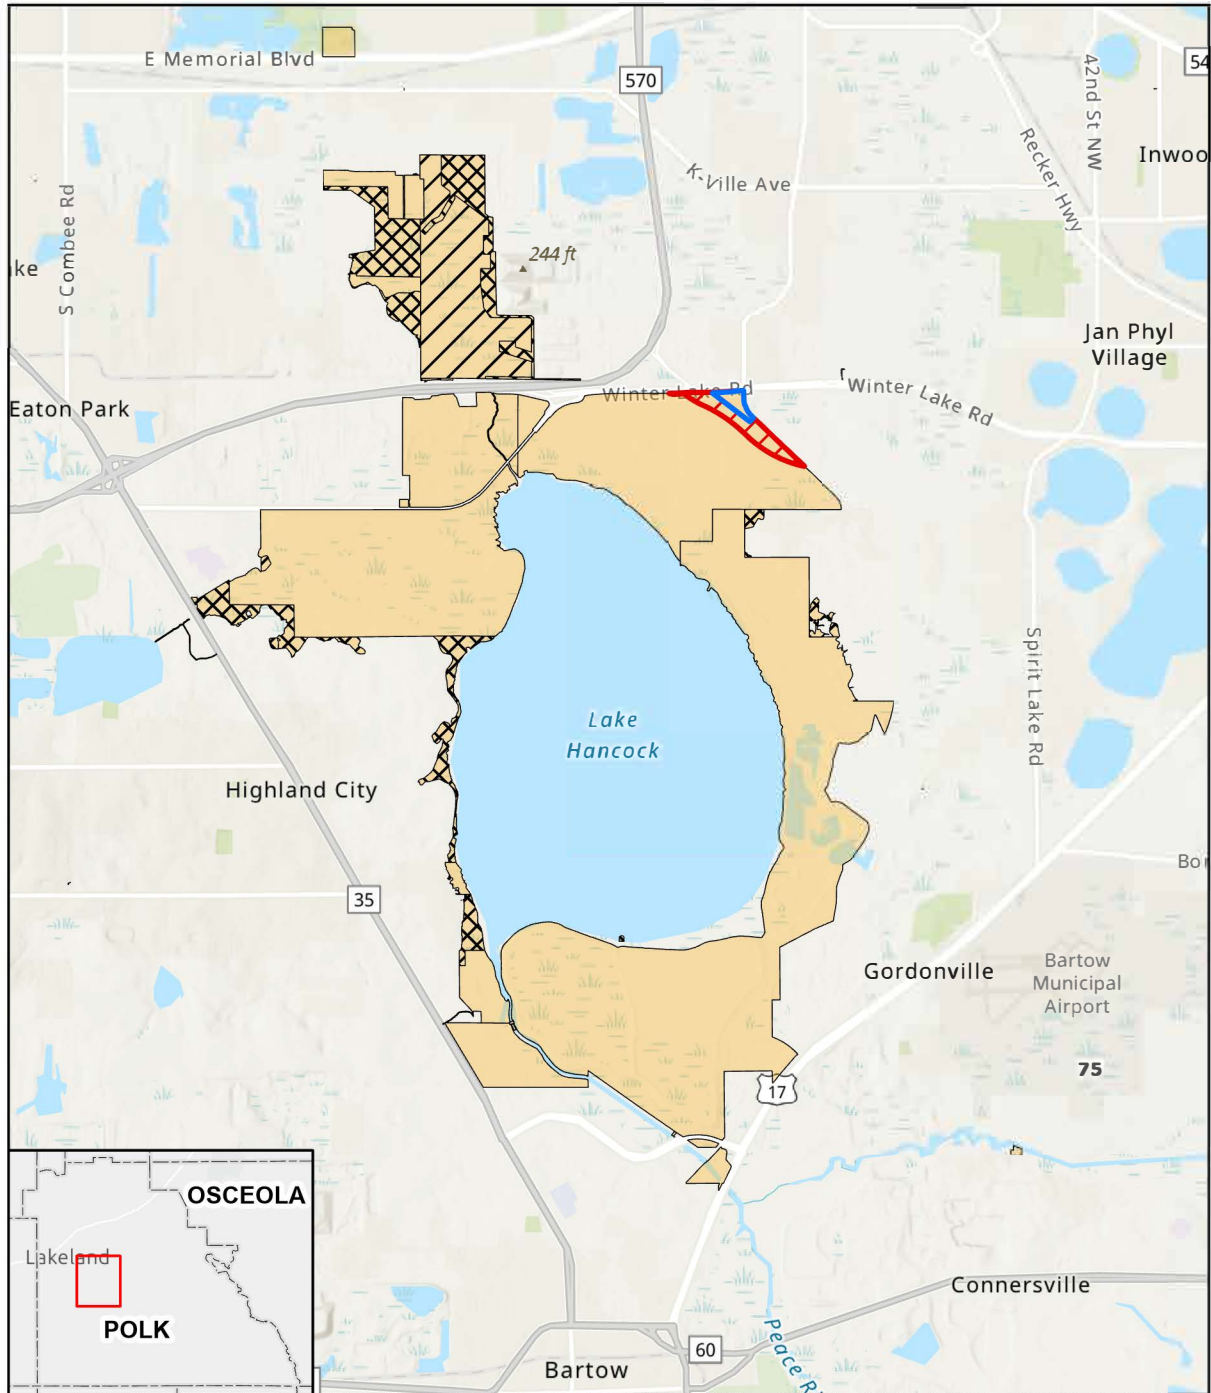 E Memorial Blvd
570
54
42nd St NW
Recker Hwy
Inwoo
K-Ville Ave
S Combee Rd
244 ft
ke
Jan Phyl
Village
Winter Lake Rd
Winter Lake Rd
Eaton Park
Spirit Lake Rd
Lake
Hancock
Highland City
35
Bo
Gordonville
Bartow
Municipal
Airport
75
17
OSCEOLA
Lakeland
POLK
Connersville
60
Bartow
Peace R